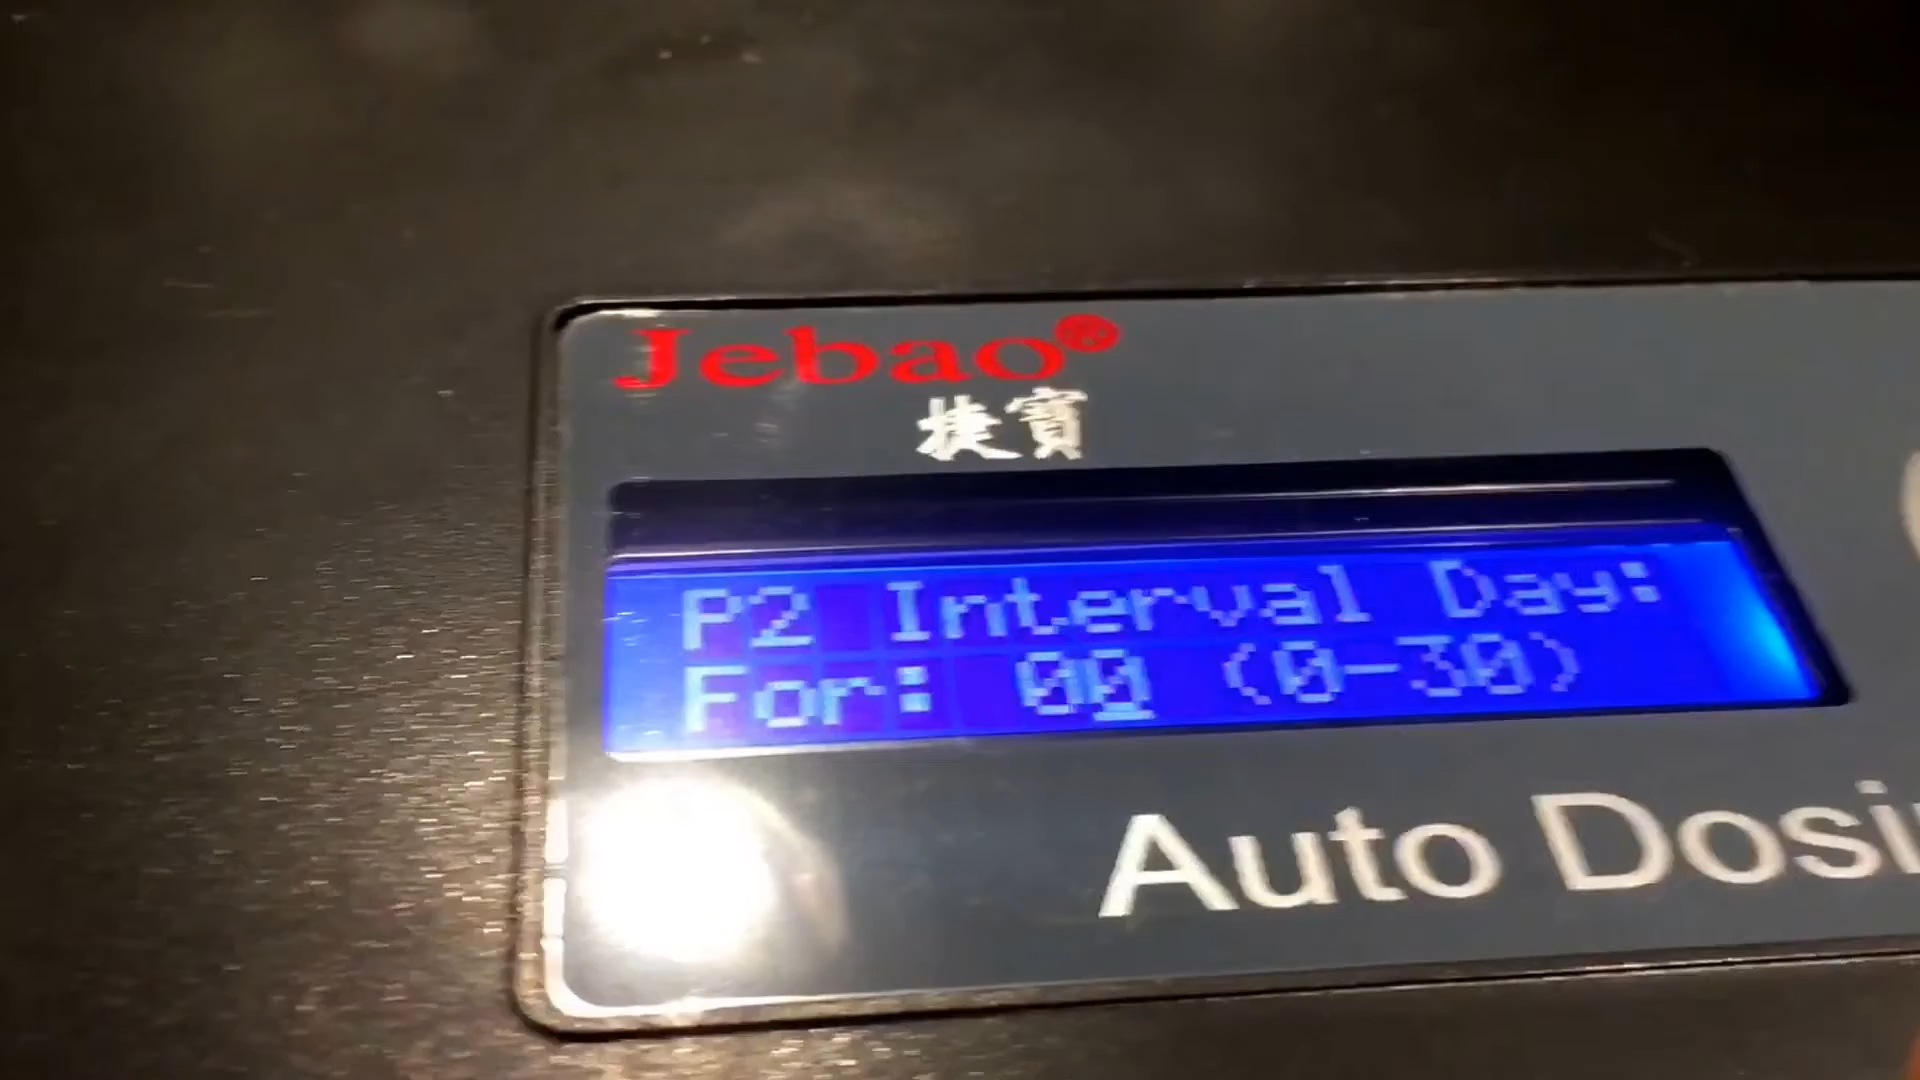 Jebao®
捷寶
P2 Interval Day:
For: 00 (0-30)
Auto Dosi